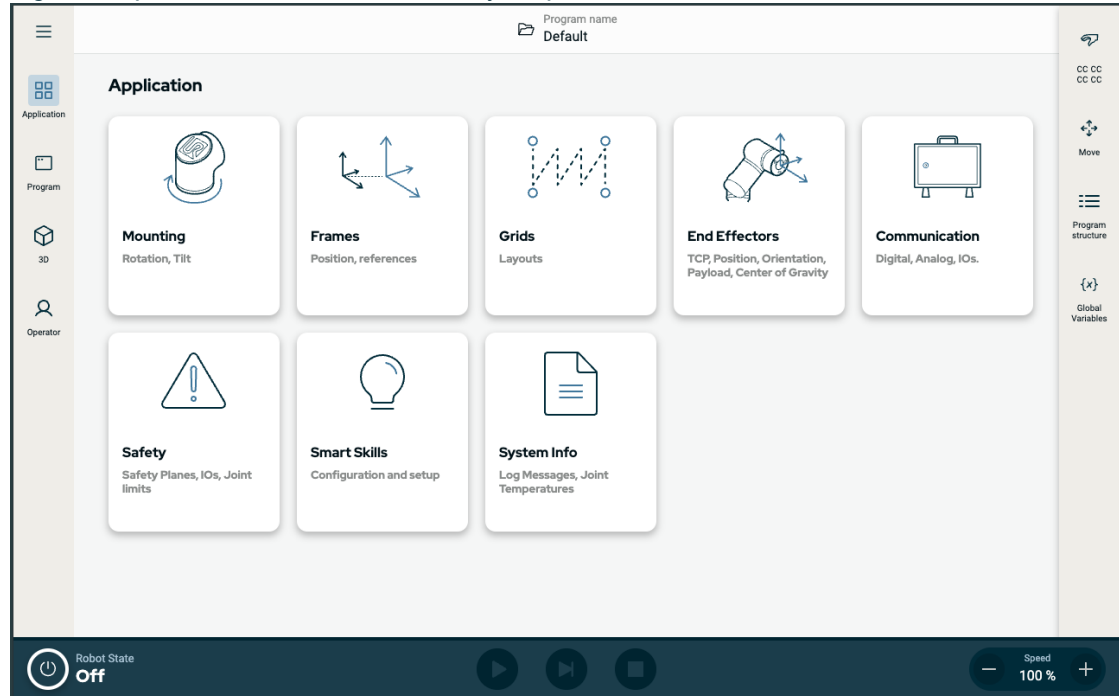 Program name
Default
Application
Application
Program
3D
Operator
Mounting
Rotation, Tilt
Frames
Position, references
Grids
Layouts
End Effectors
TCP, Position, Orientation,
Payload, Center of Gravity
Communication
Digital, Analog, IOs.
Safety
Safety Planes, IOs, Joint
limits
Smart Skills
Configuration and setup
System Info
Log Messages, Joint
Temperatures
CC CC
CC CC
Move
Program
structure
{x}
Global
Variables
Robot State
Off
Speed
100 %